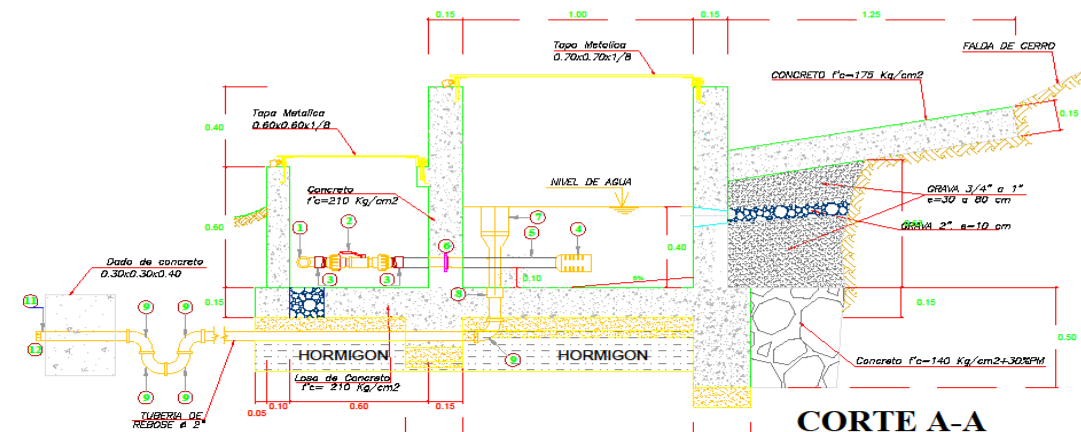 0.15
1.00
0.15
1.25
Tapa Metalica
0.70x0.70x1/8
FALDA DE CERRO
CONCRETO f'c=175 Kg/cm2
0.15
0.40
Tapa Metalica
0.60x0.60x1/8
Concreto
f'c=210 Kg/cm2
NIVEL DE AGUA
GRAVA 3/4" a 1"
e=30 a 80 cm
GRAVA 2" e=10 cm
0.60
1
2
6
7
5
4
0.40
Dado de concreto
0.30x0.30x0.40
3
3
0.10
5%
11
9
9
0.15
8
0.15
12
0.50
HORMIGON
HORMIGON
9
9
9
Losa de Concreto
f'c= 210 Kg/cm2
Concreto f'c=140 Kg/cm2+30%PM
0.05
0.10
0.60
0.15
TUBERIA DE
REBOSE ø 2"
CORTE A-A